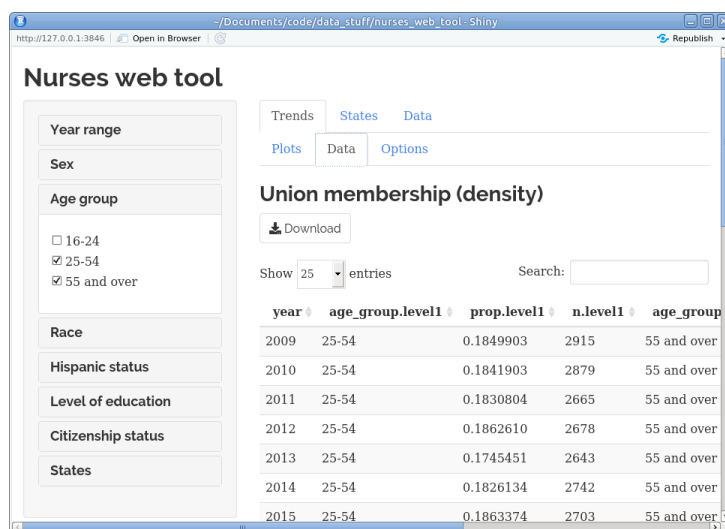 ~/Documents/code/data_stuff/nurses_web_tool - Shiny
http://127.0.0.1:3846 Open in Browser Republish
Nurses web tool
Year range
Sex
Age group
16-24
25-54
55 and over
Race
Hispanic status
Level of education
Citizenship status
States
Trends States Data
Plots Data Options
Union membership (density)
Download
Show 25 entries Search:
year age_group.level1 prop.level1 n.level1 age_group
2009 25-54 0.1849903 2915 55 and over
2010 25-54 0.1841903 2879 55 and over
2011 25-54 0.1830804 2665 55 and over
2012 25-54 0.1862610 2678 55 and over
2013 25-54 0.1745451 2643 55 and over
2014 25-54 0.1826134 2742 55 and over
2015 25-54 0.1863374 2703 55 and over